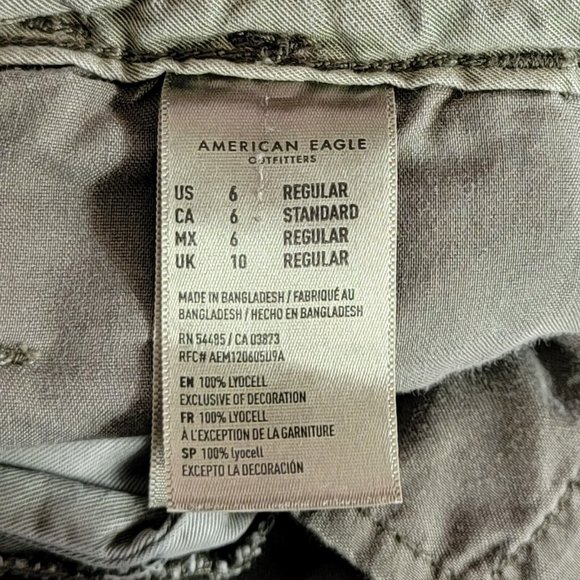 AMERICAN EAGLE
OUTFITTERS
US 6 REGULAR
CA 6 STANDARD
MX 6 REGULAR
UK 10 REGULAR
MADE IN BANGLADESH / FABRIQUÉ AU
BANGLADESH / HECHO EN BANGLADESH
RN 54485 / CA 03873
RFC# AEM120605U9A
EN 100% LYOCELL
EXCLUSIVE OF DECORATION
FR 100% LYOCELL
À L'EXCEPTION DE LA GARNITURE
SP 100% lyocell
EXCEPTO LA DECORACIÓN